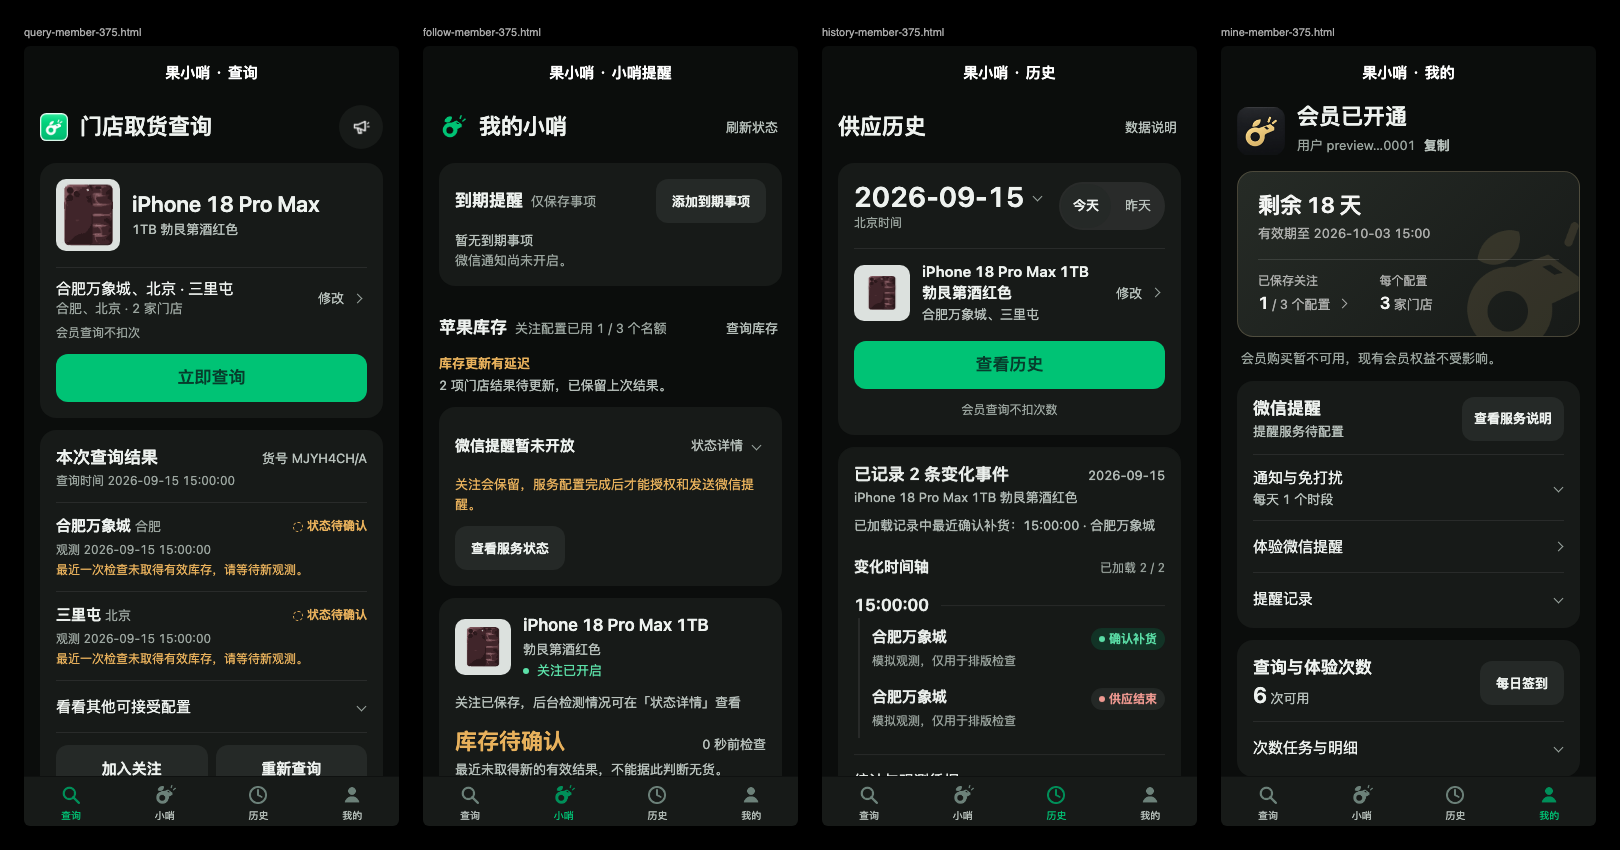 query-member-375.html
果小哨 · 查询
门店取货查询
iPhone 18 Pro Max
1TB 勃艮第酒红色
合肥万象城、北京 · 三里屯
合肥、北京 · 2 家门店
会员查询不扣次
修改
立即查询
本次查询结果
货号 MJYH4CH/A
查询时间 2026-09-15 15:00:00
合肥万象城 合肥
状态待确认
观测 2026-09-15 15:00:00
最近一次检查未取得有效库存，请等待新观测。
三里屯 北京
状态待确认
观测 2026-09-15 15:00:00
最近一次检查未取得有效库存，请等待新观测。
看看其他可接受配置
加入关注
重新查询
查询
小哨
历史
我的
follow-member-375.html
果小哨 · 小哨提醒
我的小哨
刷新状态
到期提醒 仅保存事项
添加到期事项
暂无到期事项
微信通知尚未开启。
苹果库存 关注配置已用 1 / 3 个名额
查询库存
库存更新有延迟
2 项门店结果待更新，已保留上次结果。
微信提醒暂未开放
状态详情
关注会保留，服务配置完成后才能授权和发送微信提
醒。
查看服务状态
iPhone 18 Pro Max 1TB
勃艮第酒红色
关注已开启
关注已保存，后台检测情况可在「状态详情」查看
库存待确认
0 秒前检查
最近未取得新的有效结果，不能据此判断无货。
查询
小哨
历史
我的
history-member-375.html
果小哨 · 历史
供应历史
数据说明
2026-09-15
北京时间
今天
昨天
iPhone 18 Pro Max 1TB
勃艮第酒红色
合肥万象城、三里屯
修改
查看历史
会员查询不扣次数
已记录 2 条变化事件
2026-09-15
iPhone 18 Pro Max 1TB 勃艮第酒红色
已加载记录中最近确认补货：15:00:00 · 合肥万象城
变化时间轴
已加载 2 / 2
15:00:00
合肥万象城
确认补货
模拟观测，仅用于排版检查
合肥万象城
供应结束
模拟观测，仅用于排版检查
查询
小哨
历史
我的
mine-member-375.html
果小哨 · 我的
会员已开通
用户 preview...0001 复制
剩余 18 天
有效期至 2026-10-03 15:00
已保存关注
每个配置
1 / 3 个配置
3 家门店
会员购买暂不可用，现有会员权益不受影响。
微信提醒
提醒服务待配置
查看服务说明
通知与免打扰
每天 1 个时段
体验微信提醒
提醒记录
查询与体验次数
6 次可用
每日签到
次数任务与明细
查询
小哨
历史
我的